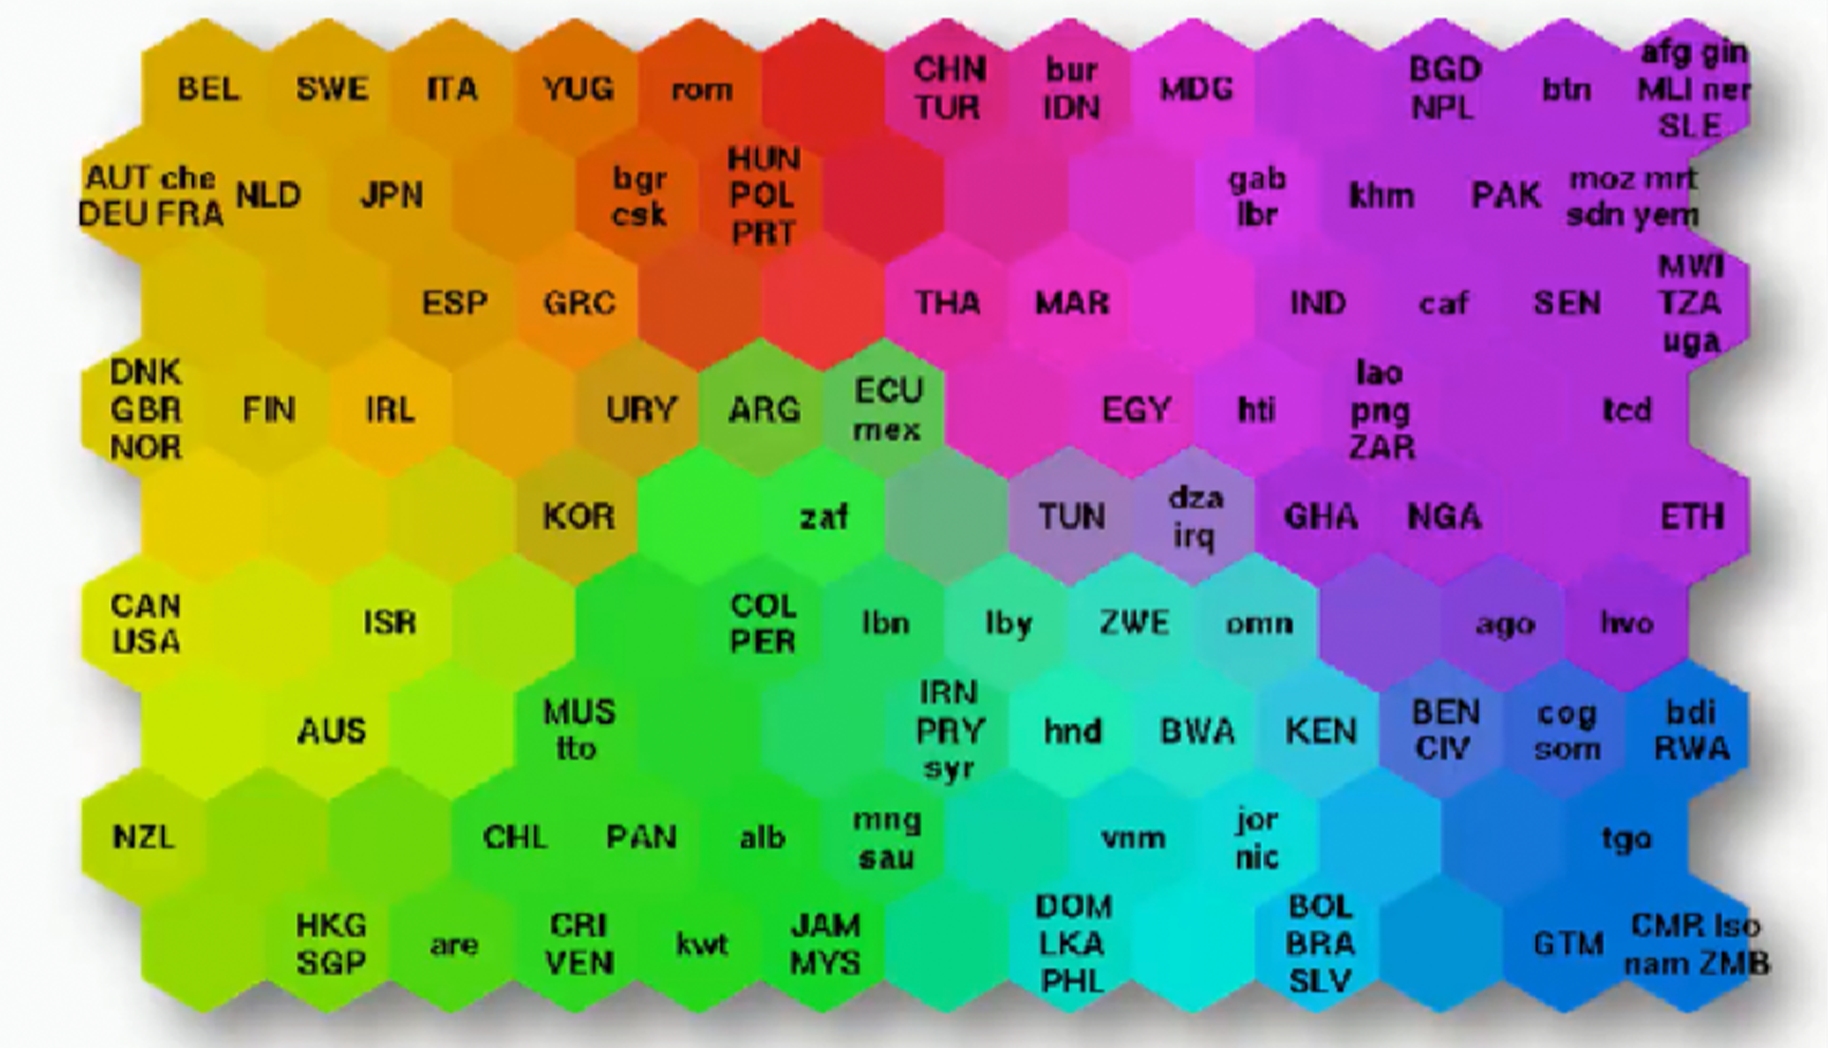 BEL SWE ITA YUG rom CHN TUR bur IDN MDG BGD NPL btn afg gin MLI ner SLE
AUT che DEU FRA NLD JPN bgr csk HUN POL PRT gab lbr khm PAK moz mrt sdn yem
ESP GRC THA MAR IND caf SEN MWI TZA uga
DNK GBR NOR FIN IRL URY ARG ECU mex EGY hti lao png ZAR tcd
KOR zaf TUN dza irq GHA NGA ETH
CAN USA ISR COL PER lbn lby ZWE omn ago hvo
AUS MUS tto IRN PRY syr hnd BWA KEN BEN CIV cog som bdi RWA
NZL CHL PAN alb mng sau vnm jor nic tgo
HKG SGP are CRI VEN kwt JAM MYS DOM LKA PHL BOL BRA SLV GTM CMR lso nam ZMB